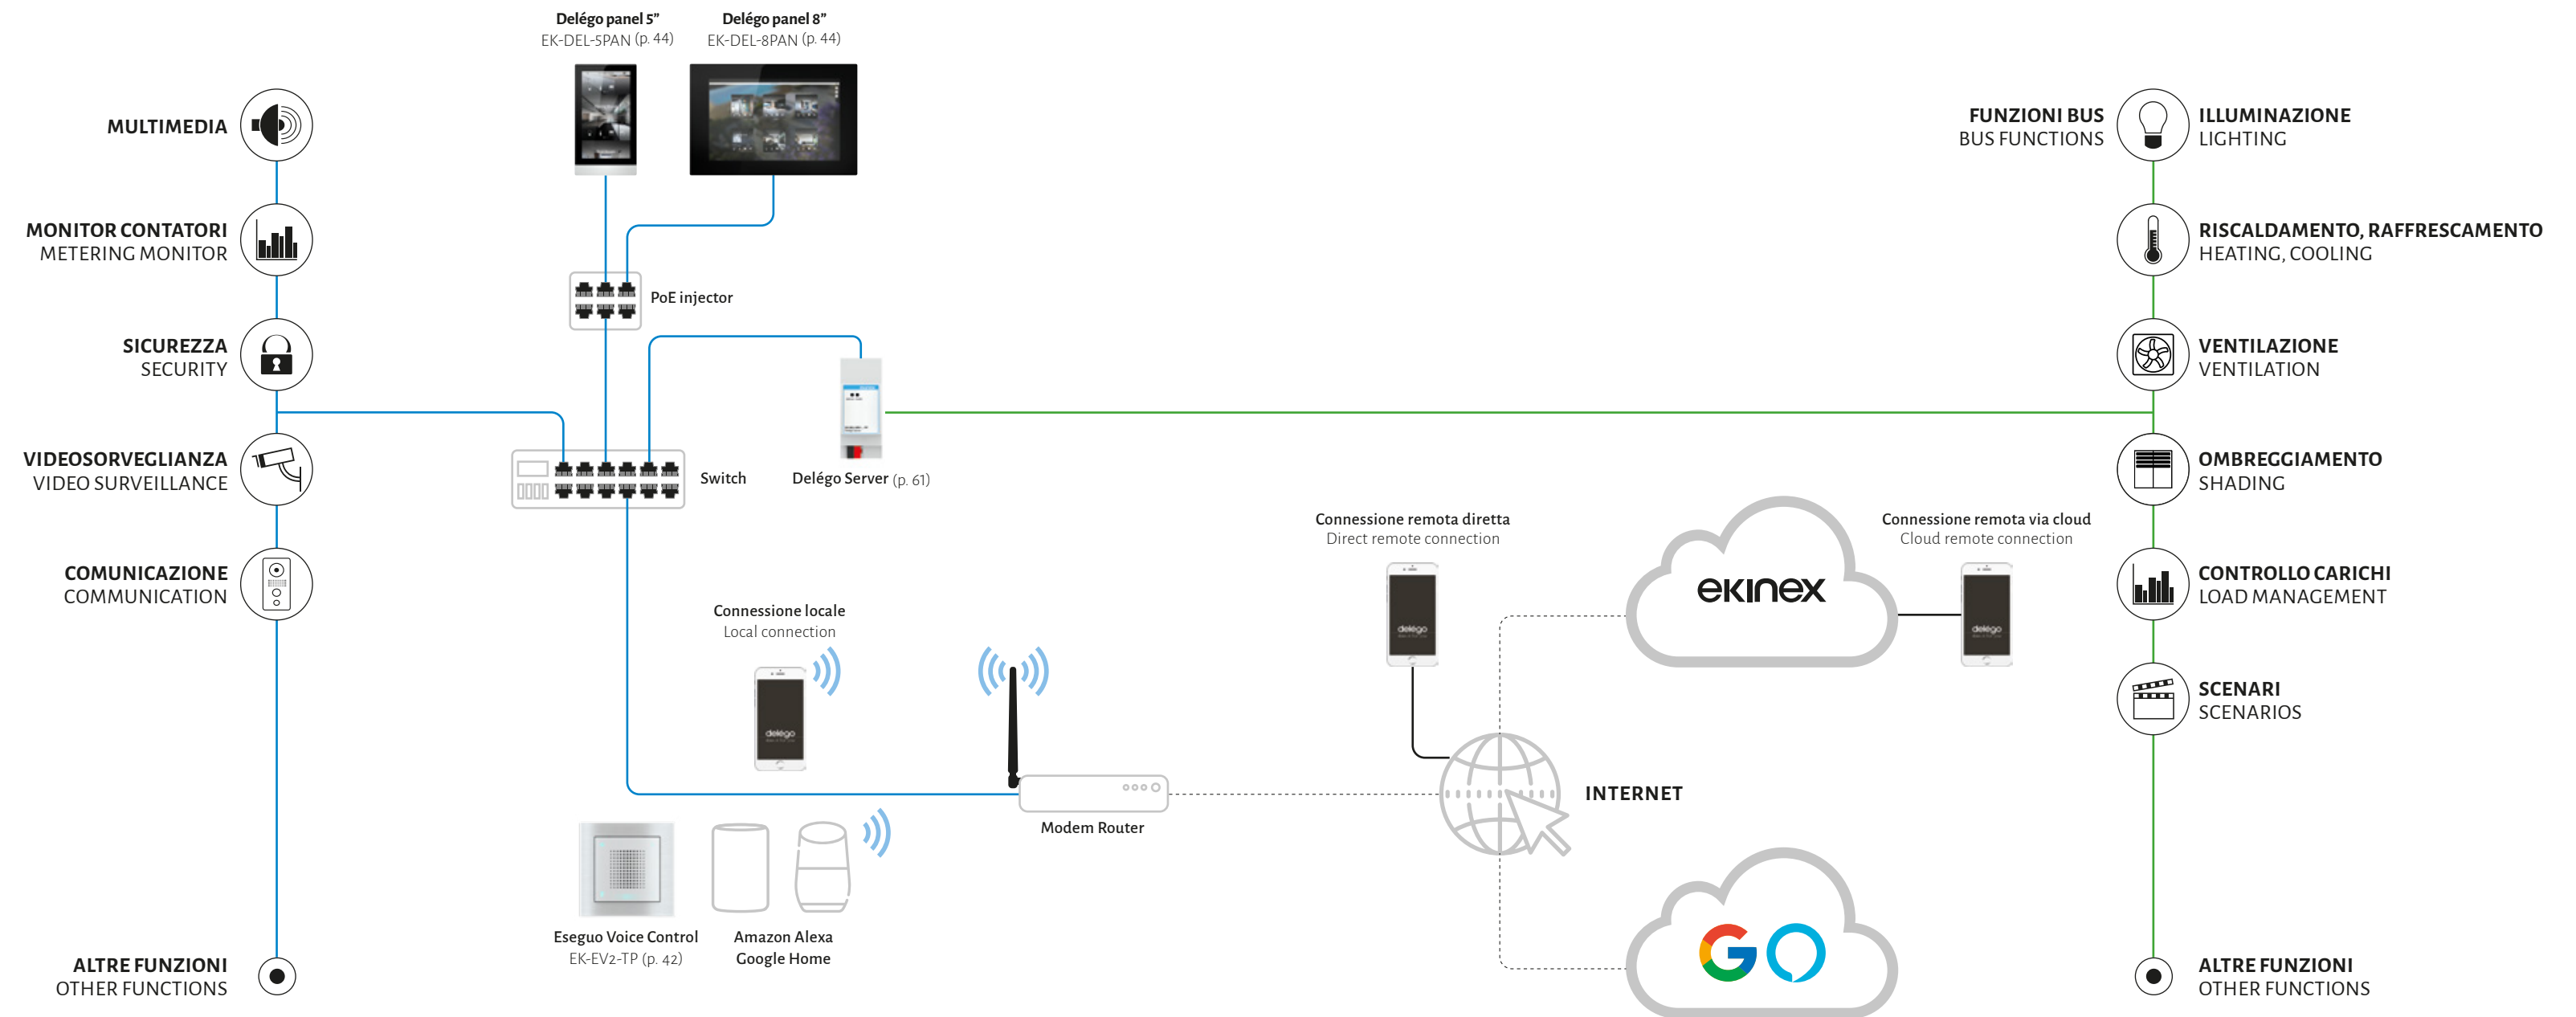 Delégo panel 5”
EK-DEL-5PAN (p. 44)
Delégo panel 8”
EK-DEL-8PAN (p. 44)
MULTIMEDIA
MONITOR CONTATORI
METERING MONITOR
SICUREZZA
SECURITY
VIDEOSORVEGLIANZA
VIDEO SURVEILLANCE
COMUNICAZIONE
COMMUNICATION
ALTRE FUNZIONI
OTHER FUNCTIONS
PoE injector
Switch
Delégo Server (p. 61)
Connessione locale
Local connection
delégo
Modem Router
Eseguo Voice Control
EK-EV2-TP (p. 42)
Amazon Alexa
Google Home
Connessione remota diretta
Direct remote connection
delégo
INTERNET
ekinex
Connessione remota via cloud
Cloud remote connection
delégo
G
FUNZIONI BUS
BUS FUNCTIONS
ILLUMINAZIONE
LIGHTING
RISCALDAMENTO, RAFFRESCAMENTO
HEATING, COOLING
VENTILAZIONE
VENTILATION
OMBREGGIAMENTO
SHADING
CONTROLLO CARICHI
LOAD MANAGEMENT
SCENARI
SCENARIOS
ALTRE FUNZIONI
OTHER FUNCTIONS